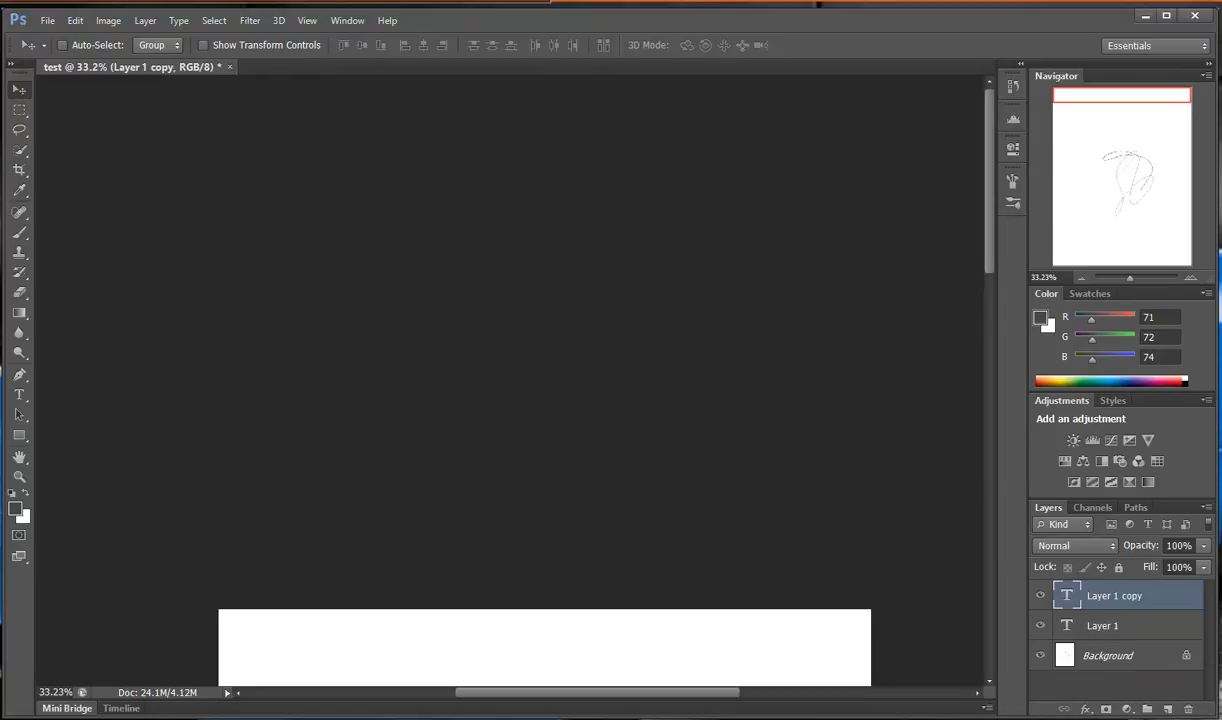 Ps File Edit Image Layer Type Select Filter 3D View Window Help
Auto-Select: Group Show Transform Controls 3D Mode: Essentials
test @ 33.2% (Layer 1 copy, RGB/8) * ×
Navigator
33.23%
Color Swatches
R 71
G 72
B 74
Adjustments Styles
Add an adjustment
Layers Channels Paths
Kind
Normal Opacity: 100%
Lock: Fill: 100%
T Layer 1 copy
T Layer 1
Background
33.23% Doc: 24.1M/4.12M
Mini Bridge Timeline